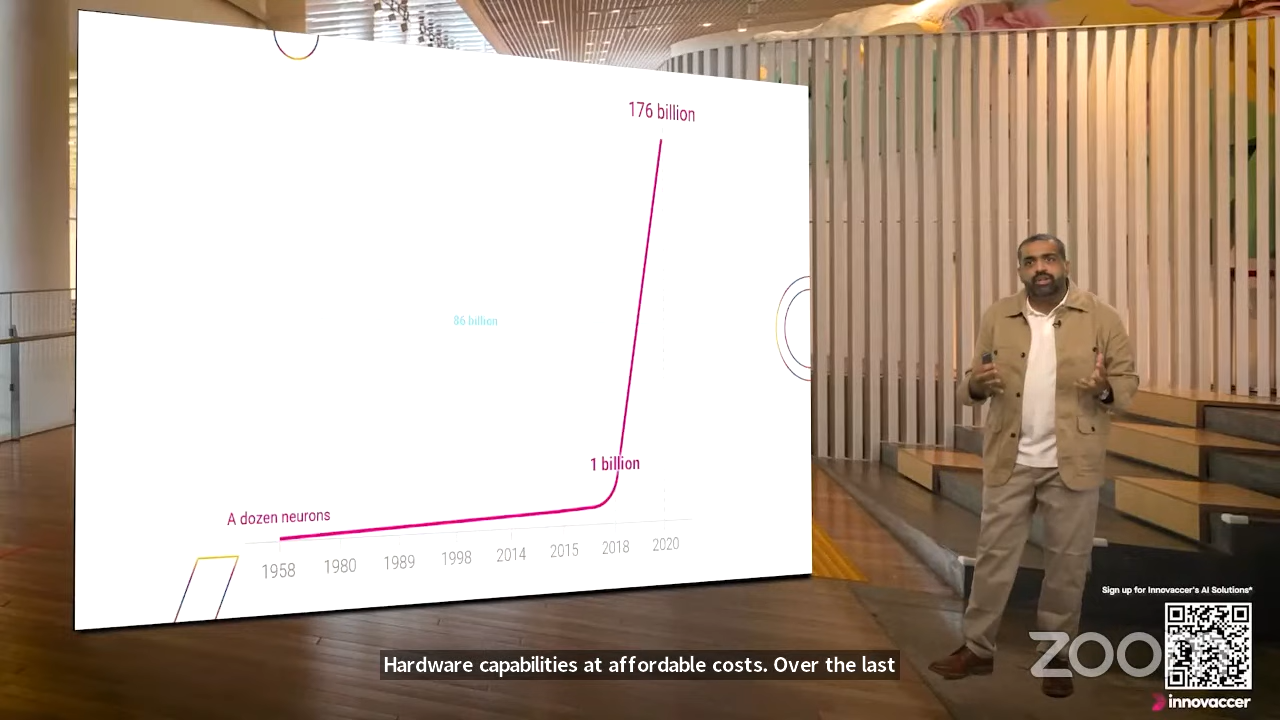 176 billion
86 billion
1 billion
A dozen neurons
1958 1980 1989 1998 2014 2015 2018 2020
Sign up for Innovaccer's AI Solutions*
zoom
innovaccer
Hardware capabilities at affordable costs. Over the last